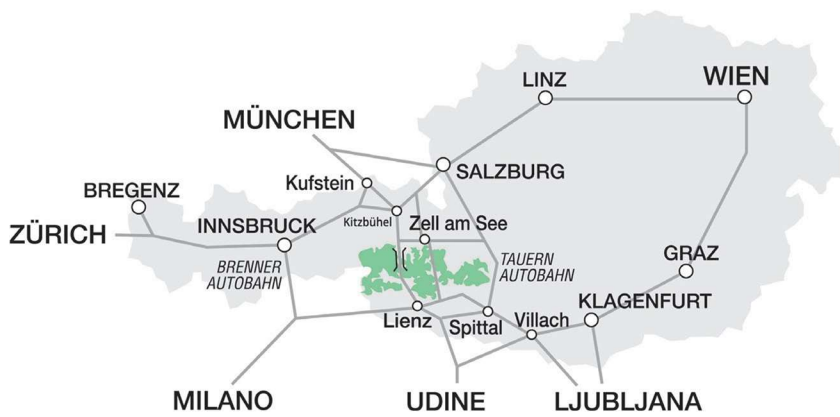 WIEN
LINZ
MÜNCHEN
SALZBURG
Kufstein
BREGENZ
Kitzbühel
INNSBRUCK
Zell am See
ZÜRICH
BRENNER
AUTOBAHN
TAUERN
AUTOBAHN
GRAZ
KLAGENFURT
Lienz
Spittal
Villach
MILANO
UDINE
LJUBLJANA